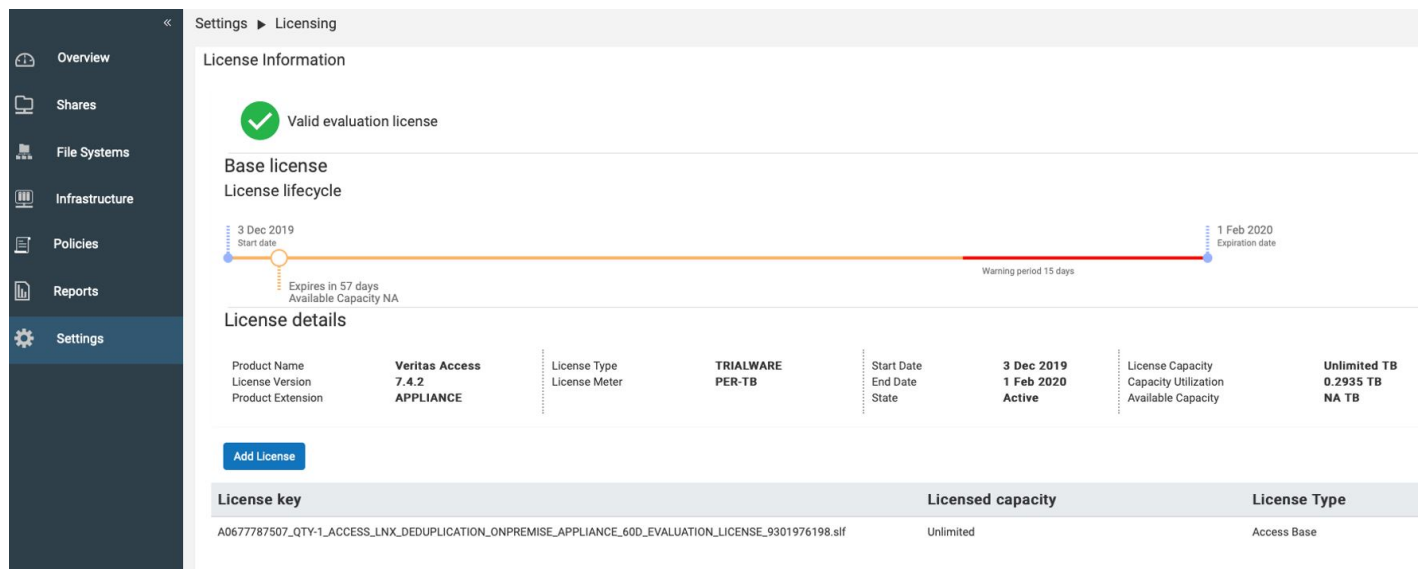 «
Settings ▶ Licensing
Overview
Shares
File Systems
Infrastructure
Policies
Reports
Settings
License Information
Valid evaluation license
Base license
License lifecycle
3 Dec 2019
Start date
1 Feb 2020
Expiration date
Warning period 15 days
Expires in 57 days
Available Capacity NA
License details
Product Name Veritas Access
License Version 7.4.2
Product Extension APPLIANCE
License Type TRIALWARE
License Meter PER-TB
Start Date 3 Dec 2019
End Date 1 Feb 2020
State Active
License Capacity Unlimited TB
Capacity Utilization 0.2935 TB
Available Capacity NA TB
Add License
License key Licensed capacity License Type
A0677787507_QTY-1_ACCESS_LNX_DEDUPLICATION_ONPREMISE_APPLIANCE_60D_EVALUATION_LICENSE_9301976198.slf Unlimited Access Base